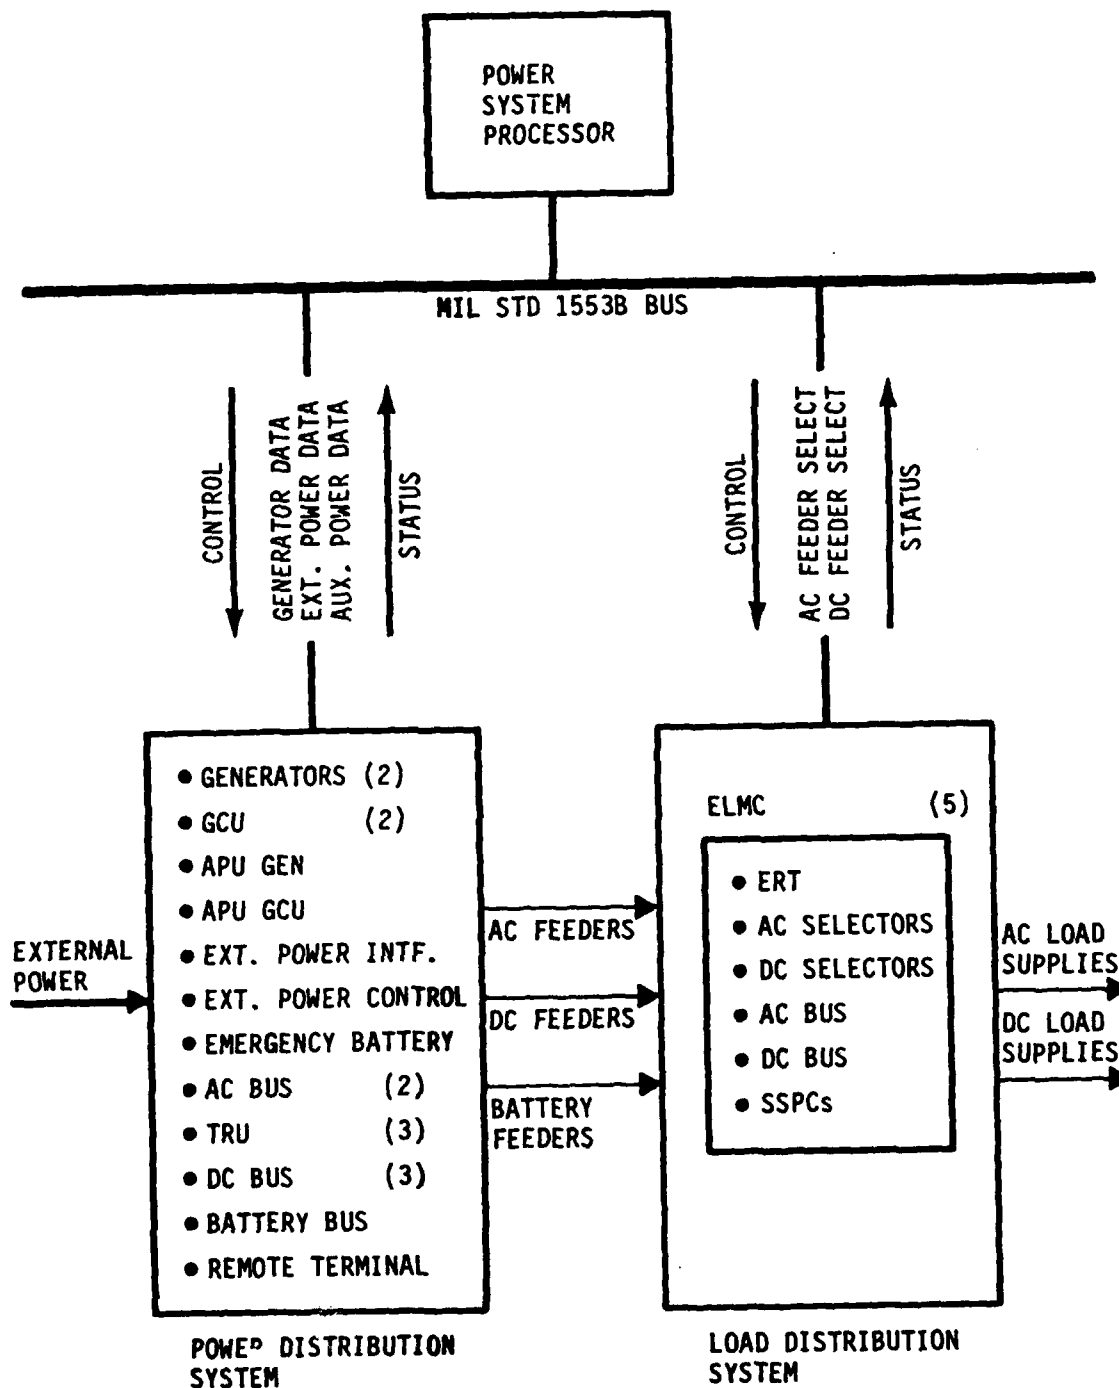 POWER
SYSTEM
PROCESSOR
MIL STD 1553B BUS
CONTROL
GENERATOR DATA
EXT. POWER DATA
AUX. POWER DATA
STATUS
CONTROL
AC FEEDER SELECT
DC FEEDER SELECT
STATUS
EXTERNAL
POWER
• GENERATORS (2)
• GCU (2)
• APU GEN
• APU GCU
• EXT. POWER INTF.
• EXT. POWER CONTROL
• EMERGENCY BATTERY
• AC BUS (2)
• TRU (3)
• DC BUS (3)
• BATTERY BUS
• REMOTE TERMINAL
POWER DISTRIBUTION
SYSTEM
AC FEEDERS
DC FEEDERS
BATTERY
FEEDERS
ELMC (5)
• ERT
• AC SELECTORS
• DC SELECTORS
• AC BUS
• DC BUS
• SSPCs
LOAD DISTRIBUTION
SYSTEM
AC LOAD
SUPPLIES
DC LOAD
SUPPLIES